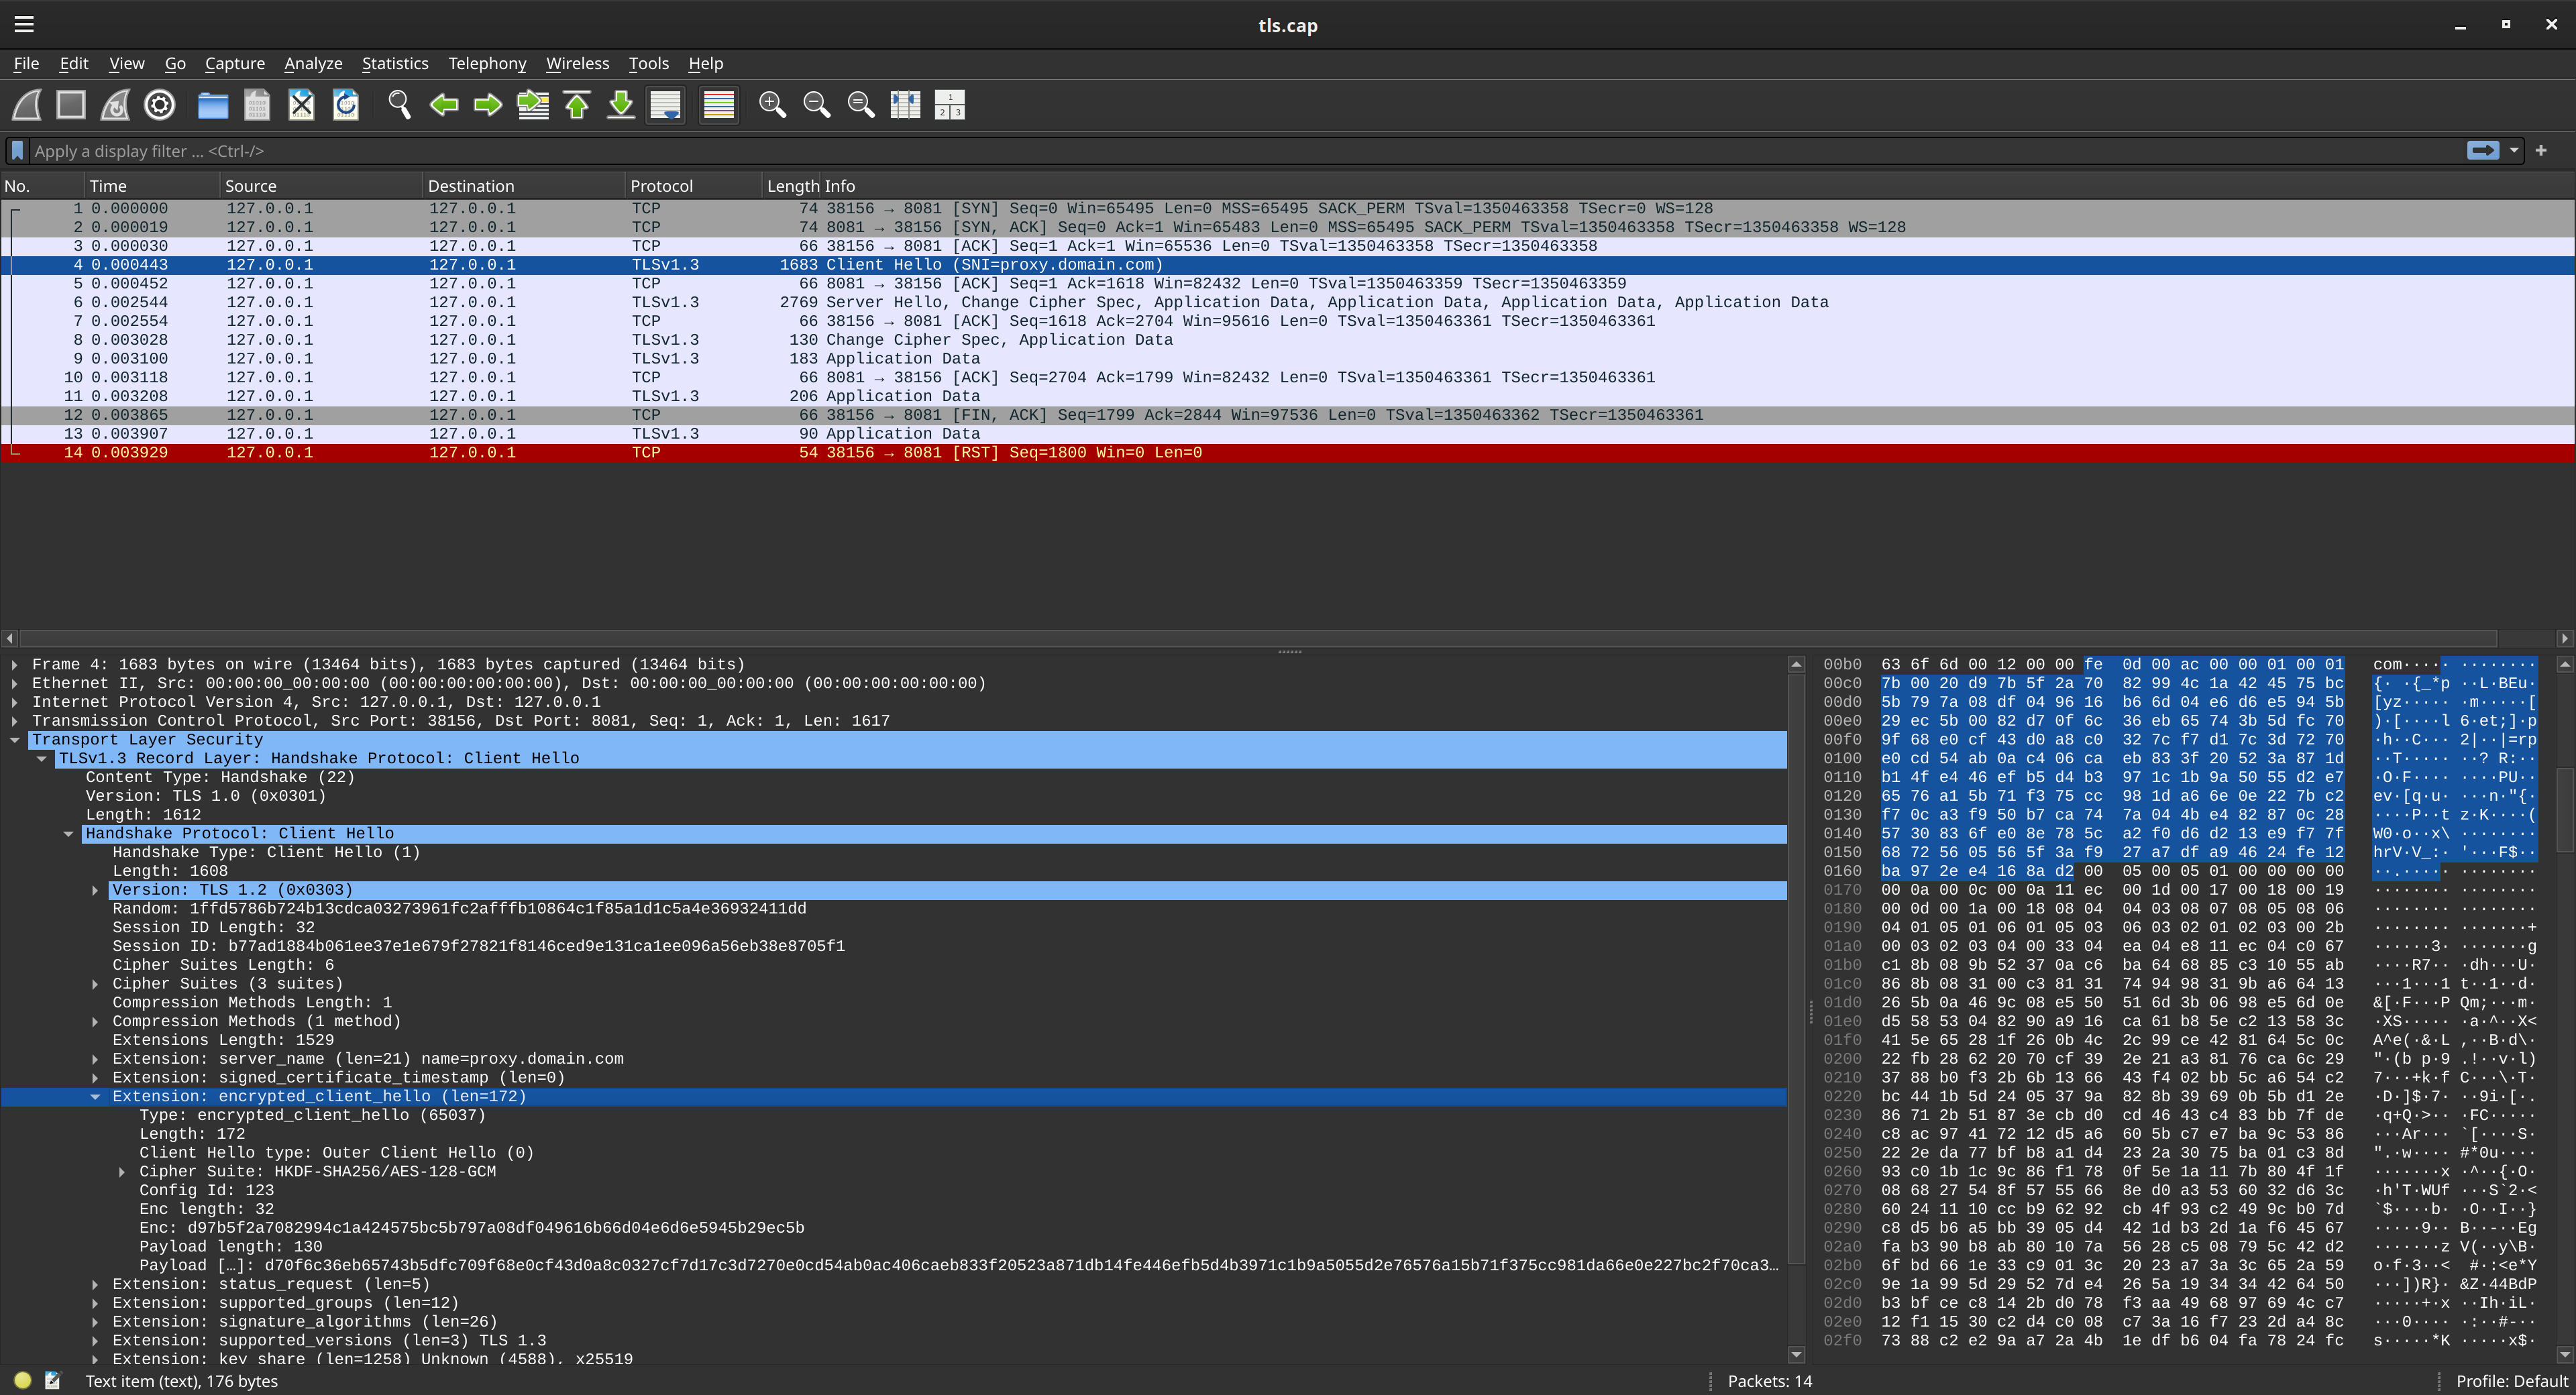 tls.cap
File Edit View Go Capture Analyze Statistics Telephony Wireless Tools Help
Apply a display filter ... <Ctrl-/>
No. Time Source Destination Protocol Length Info
1 0.000000 127.0.0.1 127.0.0.1 TCP 74 38156 → 8081 [SYN] Seq=0 Win=65495 Len=0 MSS=65495 SACK_PERM TSval=1350463358 TSecr=0 WS=128
2 0.000019 127.0.0.1 127.0.0.1 TCP 74 8081 → 38156 [SYN, ACK] Seq=0 Ack=1 Win=65483 Len=0 MSS=65495 SACK_PERM TSval=1350463358 TSecr=1350463358 WS=128
3 0.000030 127.0.0.1 127.0.0.1 TCP 66 38156 → 8081 [ACK] Seq=1 Ack=1 Win=65536 Len=0 TSval=1350463358 TSecr=1350463358
4 0.000443 127.0.0.1 127.0.0.1 TLSv1.3 1683 Client Hello (SNI=proxy.domain.com)
5 0.000452 127.0.0.1 127.0.0.1 TCP 66 8081 → 38156 [ACK] Seq=1 Ack=1618 Win=82432 Len=0 TSval=1350463359 TSecr=1350463359
6 0.002544 127.0.0.1 127.0.0.1 TLSv1.3 2769 Server Hello, Change Cipher Spec, Application Data, Application Data, Application Data, Application Data
7 0.002554 127.0.0.1 127.0.0.1 TCP 66 38156 → 8081 [ACK] Seq=1618 Ack=2704 Win=95616 Len=0 TSval=1350463361 TSecr=1350463361
8 0.003028 127.0.0.1 127.0.0.1 TLSv1.3 130 Change Cipher Spec, Application Data
9 0.003100 127.0.0.1 127.0.0.1 TLSv1.3 183 Application Data
10 0.003118 127.0.0.1 127.0.0.1 TCP 66 8081 → 38156 [ACK] Seq=2704 Ack=1799 Win=82432 Len=0 TSval=1350463361 TSecr=1350463361
11 0.003208 127.0.0.1 127.0.0.1 TLSv1.3 206 Application Data
12 0.003865 127.0.0.1 127.0.0.1 TCP 66 38156 → 8081 [FIN, ACK] Seq=1799 Ack=2844 Win=97536 Len=0 TSval=1350463362 TSecr=1350463361
13 0.003907 127.0.0.1 127.0.0.1 TLSv1.3 90 Application Data
14 0.003929 127.0.0.1 127.0.0.1 TCP 54 38156 → 8081 [RST] Seq=1800 Win=0 Len=0
Frame 4: 1683 bytes on wire (13464 bits), 1683 bytes captured (13464 bits)
Ethernet II, Src: 00:00:00_00:00:00 (00:00:00:00:00:00), Dst: 00:00:00_00:00:00 (00:00:00:00:00:00)
Internet Protocol Version 4, Src: 127.0.0.1, Dst: 127.0.0.1
Transmission Control Protocol, Src Port: 38156, Dst Port: 8081, Seq: 1, Ack: 1, Len: 1617
Transport Layer Security
TLSv1.3 Record Layer: Handshake Protocol: Client Hello
Content Type: Handshake (22)
Version: TLS 1.0 (0x0301)
Length: 1612
Handshake Protocol: Client Hello
Handshake Type: Client Hello (1)
Length: 1608
Version: TLS 1.2 (0x0303)
Random: 1ffd5786b724b13cdca03273961fc2afffb10864c1f85a1d1c5a4e36932411dd
Session ID Length: 32
Session ID: b77ad1884b061ee37e1e679f27821f8146ced9e131ca1ee096a56eb38e8705f1
Cipher Suites Length: 6
Cipher Suites (3 suites)
Compression Methods Length: 1
Compression Methods (1 method)
Extensions Length: 1529
Extension: server_name (len=21) name=proxy.domain.com
Extension: signed_certificate_timestamp (len=0)
Extension: encrypted_client_hello (len=172)
Type: encrypted_client_hello (65037)
Length: 172
Client Hello type: Outer Client Hello (0)
Cipher Suite: HKDF-SHA256/AES-128-GCM
Config Id: 123
Enc length: 32
Enc: d97b5f2a7082994c1a424575bc5b797a08df049616b66d04e6d6e5945b29ec5b
Payload length: 130
Payload […]: d70f6c36eb65743b5dfc709f68e0cf43d0a8c0327cf7d17c3d7270e0cd54ab0ac406caeb833f20523a871db14fe446efb5d4b3971c1b9a5055d2e76576a15b71f375cc981da66e0e227bc2f70ca3…
Extension: status_request (len=5)
Extension: supported_groups (len=12)
Extension: signature_algorithms (len=26)
Extension: supported_versions (len=3) TLS 1.3
Extension: key_share (len=1258) Unknown (4588), x25519
00b0 63 6f 6d 00 12 00 00 fe 0d 00 ac 00 00 01 00 01
00c0 7b 00 20 d9 7b 5f 2a 70 82 99 4c 1a 42 45 75 bc
00d0 5b 79 7a 08 df 04 96 16 b6 6d 04 e6 d6 e5 94 5b
00e0 29 ec 5b 00 82 d7 0f 6c 36 eb 65 74 3b 5d fc 70
00f0 9f 68 e0 cf 43 d0 a8 c0 32 7c f7 d1 7c 3d 72 70
0100 e0 cd 54 ab 0a c4 06 ca eb 83 3f 20 52 3a 87 1d
0110 b1 4f e4 46 ef b5 d4 b3 97 1c 1b 9a 50 55 d2 e7
0120 65 76 a1 5b 71 f3 75 cc 98 1d a6 6e 0e 22 7b c2
0130 f7 0c a3 f9 50 b7 ca 74 7a 04 4b e4 82 87 0c 28
0140 57 30 83 6f e0 8e 78 5c a2 f0 d6 d2 13 e9 f7 7f
0150 68 72 56 05 56 5f 3a f9 27 a7 df a9 46 24 fe 12
0160 ba 97 2e e4 16 8a d2 00 05 00 05 01 00 00 00 00
0170 00 0a 00 0c 00 0a 11 ec 00 1d 00 17 00 18 00 19
0180 00 0d 00 1a 00 18 08 04 04 03 08 07 08 05 08 06
0190 04 01 05 01 06 01 05 03 06 03 02 01 02 03 00 2b
01a0 00 03 02 03 04 00 33 04 ea 04 e8 11 ec 04 c0 67
01b0 c1 8b 08 9b 52 37 0a c6 ba 64 68 85 c3 10 55 ab
01c0 86 8b 08 31 00 c3 81 31 74 94 98 31 9b a6 64 13
01d0 26 5b 0a 46 9c 08 e5 50 51 6d 3b 06 98 e5 6d 0e
01e0 d5 58 53 04 82 90 a9 16 ca 61 b8 5e c2 13 58 3c
01f0 41 5e 65 28 1f 26 0b 4c 2c 99 ce 42 81 64 5c 0c
0200 22 fb 28 62 20 70 cf 39 2e 21 a3 81 76 ca 6c 29
0210 37 88 b0 f3 2b 6b 13 66 43 f4 02 bb 5c a6 54 c2
0220 bc 44 1b 5d 24 05 37 9a 82 8b 39 69 0b 5b d1 2e
0230 86 71 2b 51 87 3e cb d0 cd 46 43 c4 83 bb 7f de
0240 c8 ac 97 41 72 12 d5 a6 60 5b c7 e7 ba 9c 53 86
0250 22 2e da 77 bf b8 a1 d4 23 2a 30 75 ba 01 c3 8d
0260 93 c0 1b 1c 9c 86 f1 78 0f 5e 1a 11 7b 80 4f 1f
0270 08 68 27 54 8f 57 55 66 8e d0 a3 53 60 32 d6 3c
0280 60 24 11 10 cc b9 62 92 cb 4f 93 c2 49 9c b0 7d
0290 c8 d5 b6 a5 bb 39 05 d4 42 1d b3 2d 1a f6 45 67
02a0 fa b3 90 b8 ab 80 10 7a 56 28 c5 08 79 5c 42 d2
02b0 6f bd 66 1e 33 c9 01 3c 20 23 a7 3a 3c 65 2a 59
02c0 9e 1a 99 5d 29 52 7d e4 26 5a 19 34 34 42 64 50
02d0 b3 bf ce c8 14 2b d0 78 f3 aa 49 68 97 69 4c c7
02e0 12 f1 15 30 c2 d4 c0 08 c7 3a 16 f7 23 2d a4 8c
02f0 73 88 c2 e2 9a a7 2a 4b 1e df b6 04 fa 78 24 fc
Text item (text), 176 bytes
Packets: 14
Profile: Default